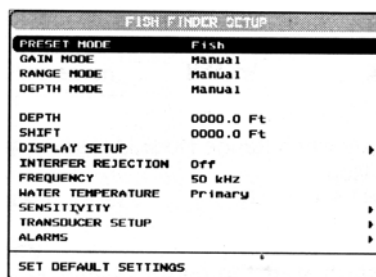 FISH FINDER SETUP
PRESET MODE Fish
GAIN MODE Manual
RANGE MODE Manual
DEPTH MODE Manual
DEPTH 0000.0 Ft
SHIFT 0000.0 Ft
DISPLAY SETUP
INTERFER REJECTION Off
FREQUENCY 50 kHz
WATER TEMPERATURE Primary
SENSITIVITY
TRANSDUCER SETUP
ALARMS
SET DEFAULT SETTINGS